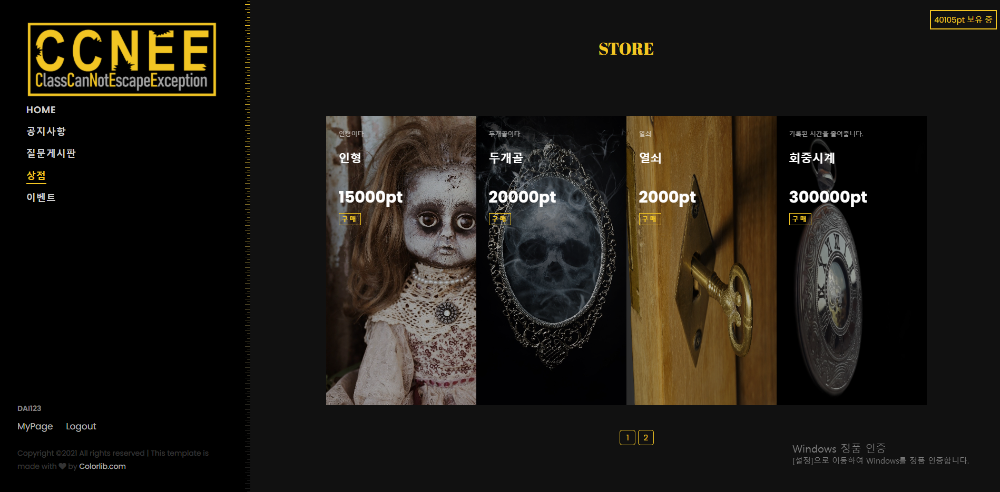 CCNEE
ClassCanNotEscapeException
HOME
공지사항
질문게시판
상점
이벤트
DAI123
MyPage Logout
Copyright ©2021 All rights reserved | This template is
made with ♥ by Colorlib.com
40105pt 보유 중
STORE
인형이다
인형
15000pt
구매
두개골이다
두개골
20000pt
구매
열쇠
열쇠
2000pt
구매
기록된 시간을 줄여줍니다.
회중시계
300000pt
구매
1 2
Windows 정품 인증
[설정]으로 이동하여 Windows를 정품 인증합니다.